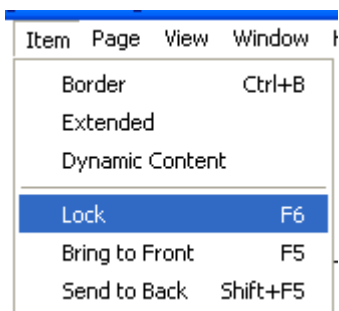 Item Page View Window
Border Ctrl+B
Extended
Dynamic Content
Lock F6
Bring to Front F5
Send to Back Shift+F5